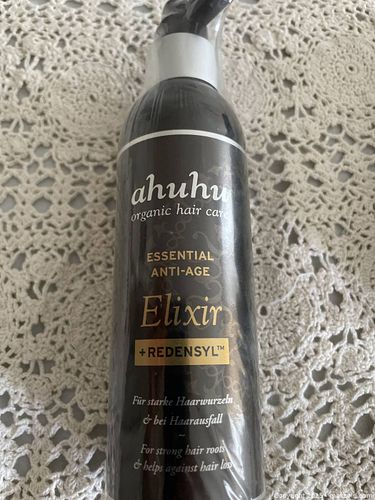 ahuhu
organic hair care
ESSENTIAL
ANTI-AGE
Elixir
+REDENSYL™
Für starke Haarwurzeln
& bei Haarausfall
~
For strong hair roots
& helps against hair loss